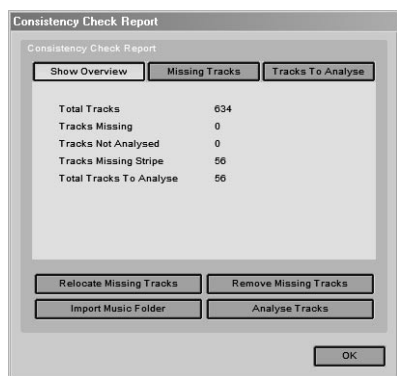 Consistency Check Report
Consistency Check Report
Show Overview Missing Tracks Tracks To Analyse
Total Tracks 634
Tracks Missing 0
Tracks Not Analysed 0
Tracks Missing Stripe 56
Total Tracks To Analyse 56
Relocate Missing Tracks Remove Missing Tracks
Import Music Folder Analyse Tracks
OK